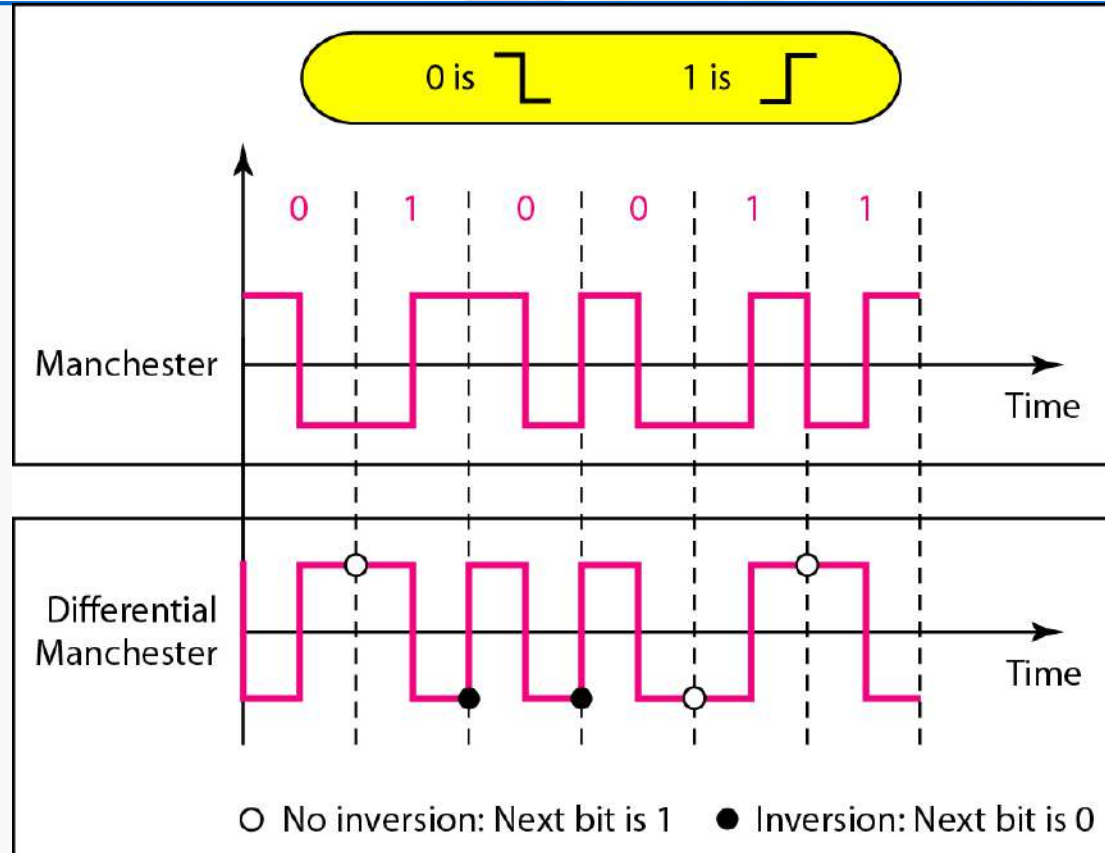 0 is 1 is
0 1 0 0 1 1
Manchester
Time
Differential
Manchester
Time
No inversion: Next bit is 1 Inversion: Next bit is 0